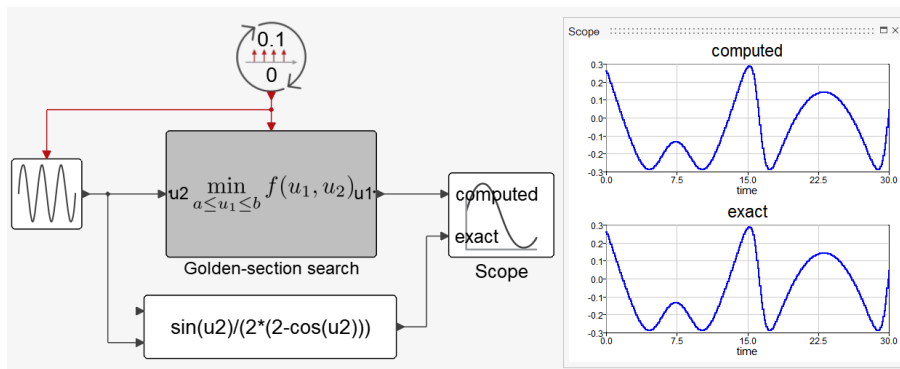 0.1
0
u2 min f(u₁, u₂) u1
a≤u₁≤b
Golden-section search
sin(u2)/(2*(2-cos(u2)))
computed
exact
Scope
Scope
computed
0.3
0.2
0.1
0.0
-0.1
-0.2
-0.3
0.0 7.5 15.0 22.5 30.0
time
exact
0.3
0.2
0.1
0.0
-0.1
-0.2
-0.3
0.0 7.5 15.0 22.5 30.0
time